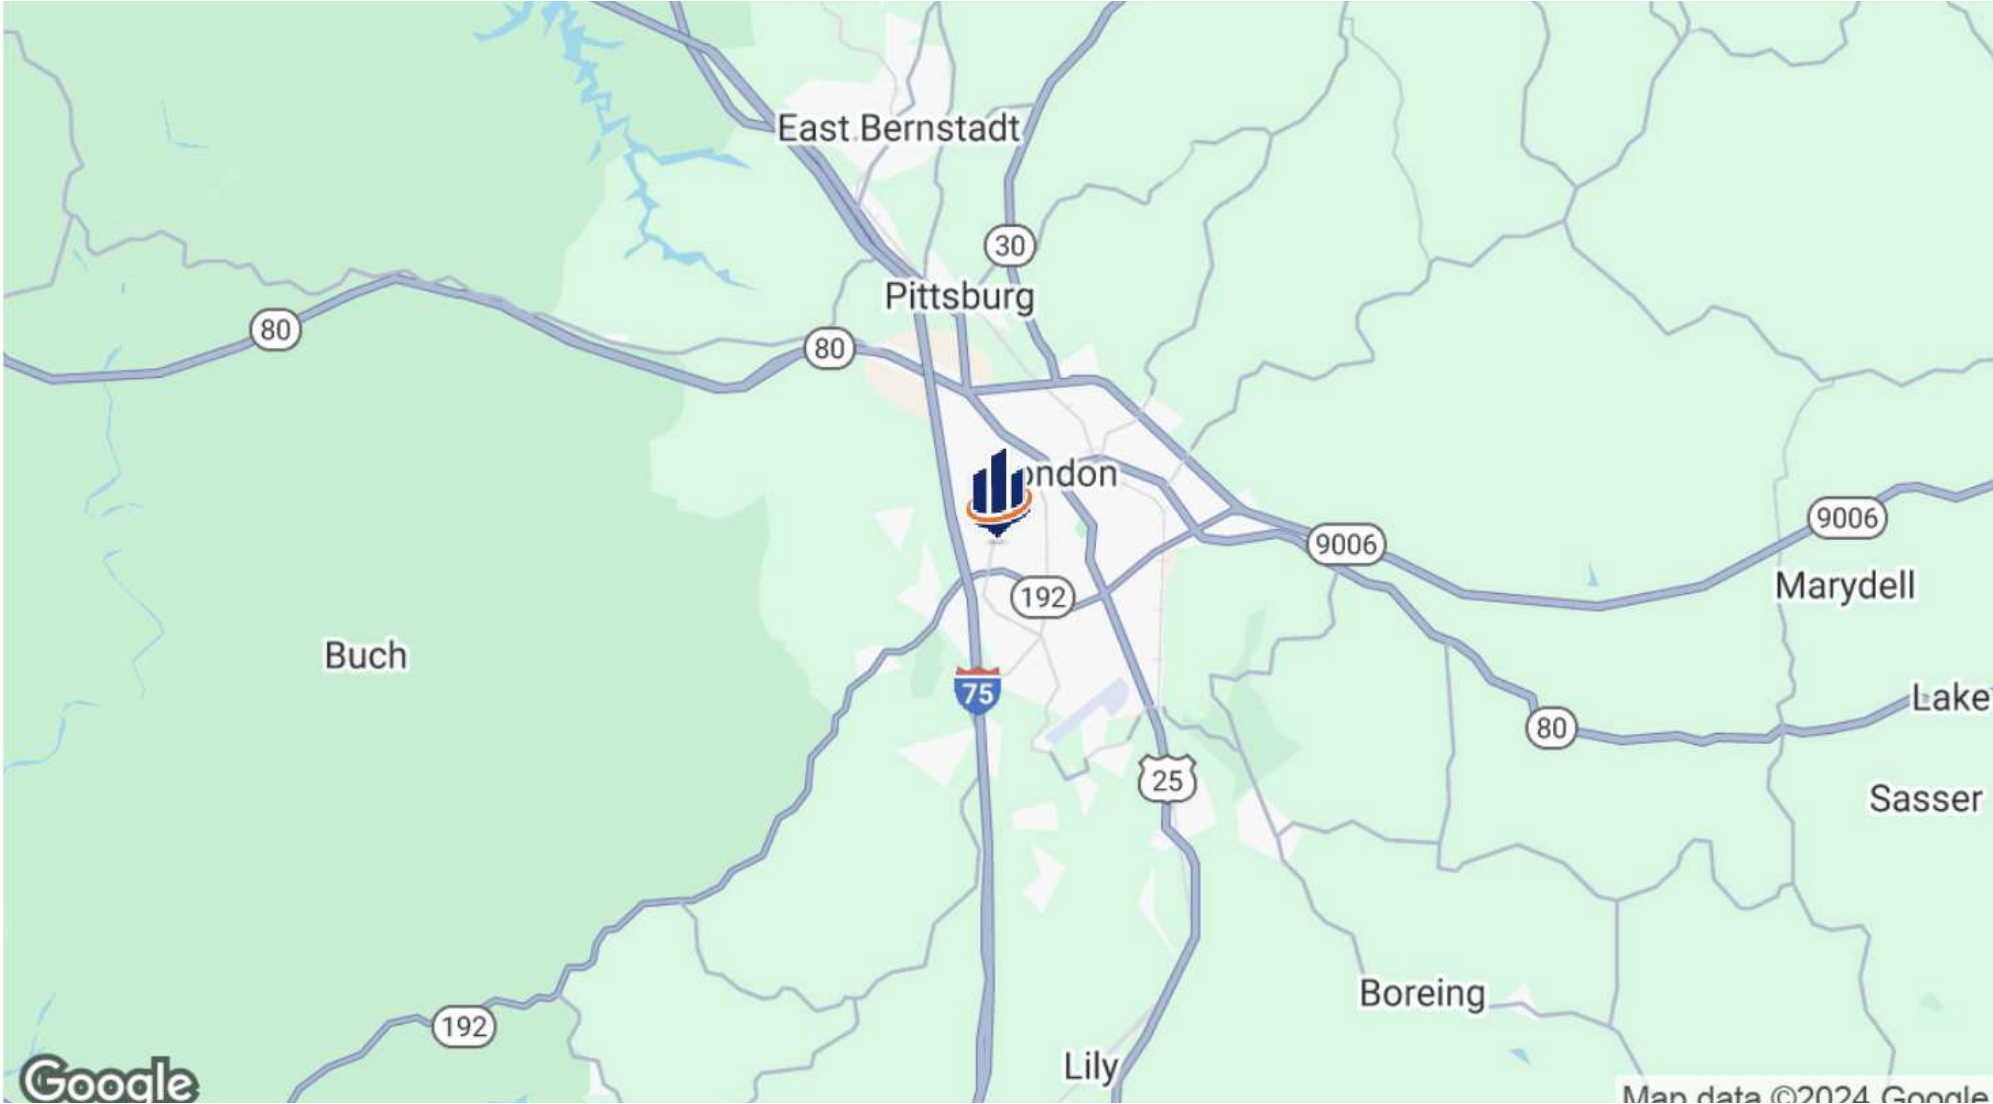 East Bernstadt
30
Pittsburg
80
80
ondon
9006
9006
Marydell
192
Buch
75
Lake
80
25
Sasser
Boreing
192
Lily
Google
Map data ©2024 Google